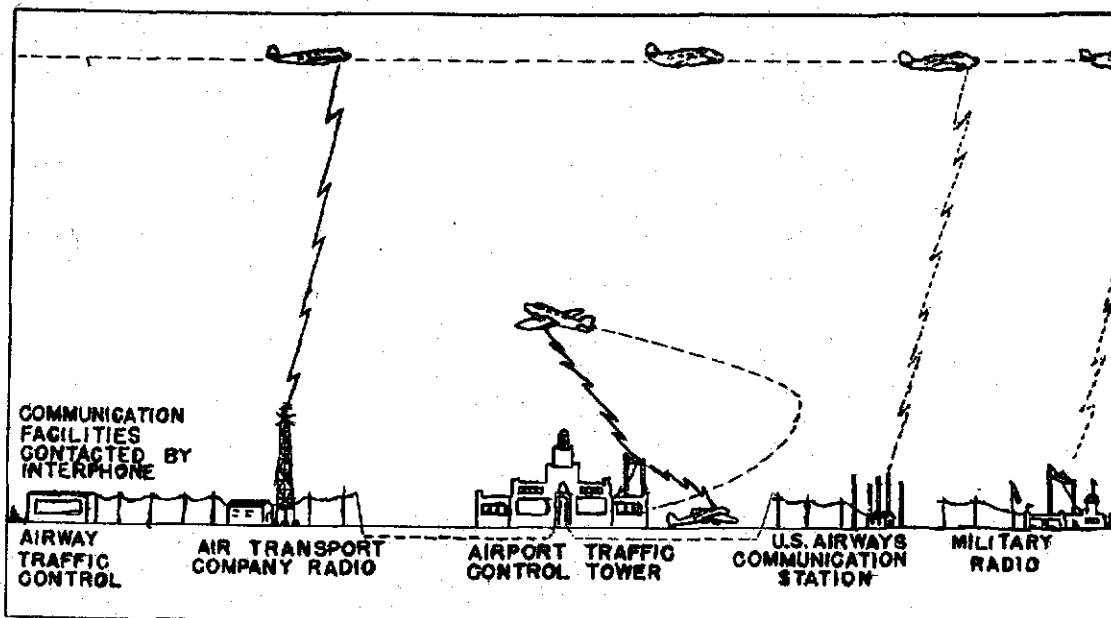 COMMUNICATION
FACILITIES
CONTACTED BY
INTERPHONE
AIRWAY
TRAFFIC
CONTROL
AIR TRANSPORT
COMPANY RADIO
AIRPORT TRAFFIC
CONTROL TOWER
U.S. AIRWAYS
COMMUNICATION
STATION
MILITARY
RADIO